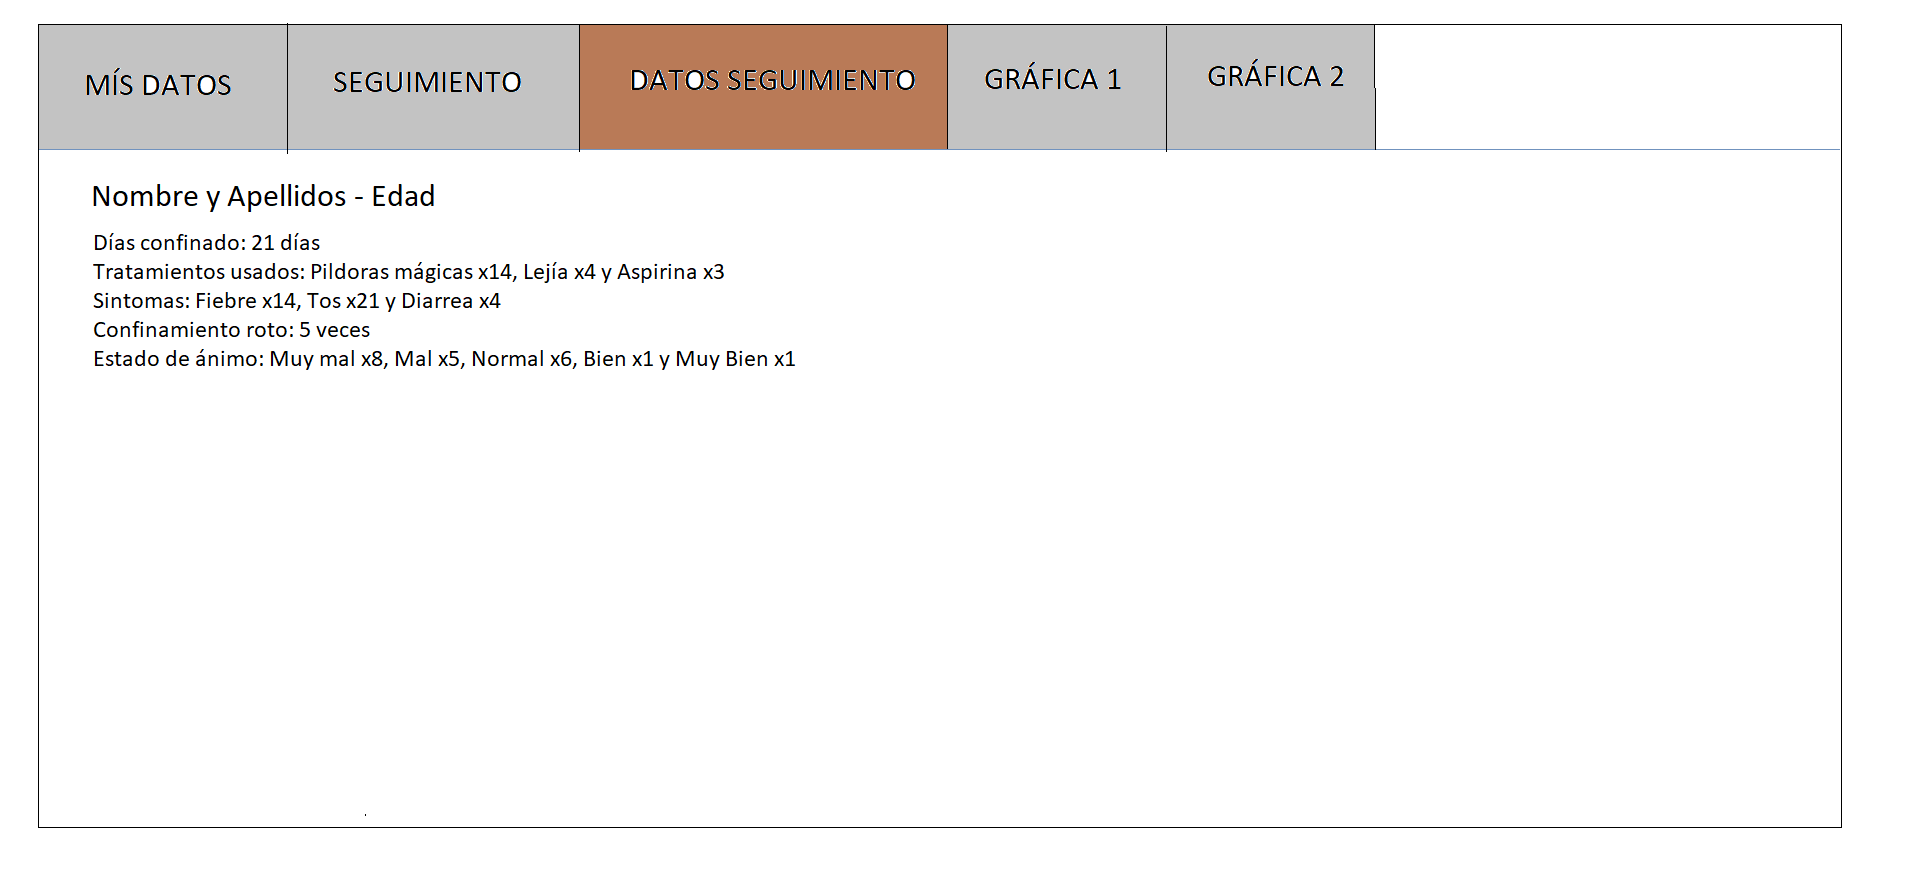 MÍS DATOS
SEGUIMIENTO
DATOS SEGUIMIENTO
GRÁFICA 1
GRÁFICA 2
Nombre y Apellidos - Edad
Días confinado: 21 días
Tratamientos usados: Pildoras mágicas x14, Lejía x4 y Aspirina x3
Sintomas: Fiebre x14, Tos x21 y Diarrea x4
Confinamiento roto: 5 veces
Estado de ánimo: Muy mal x8, Mal x5, Normal x6, Bien x1 y Muy Bien x1